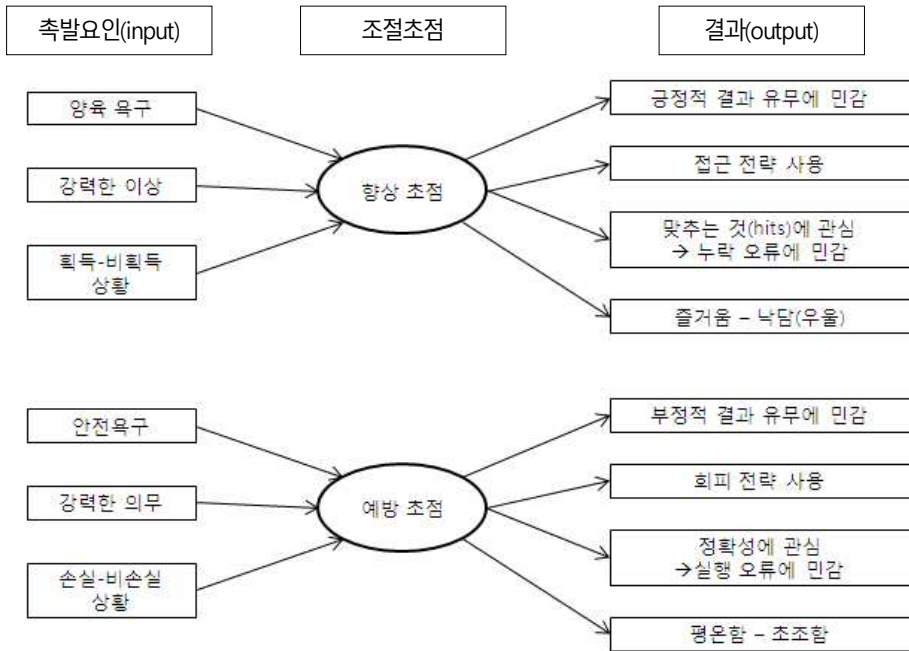 촉발요인(input)
조절초점
결과(output)
양육 욕구
강력한 이상
획득-비획득
상황
향상 초점
긍정적 결과 유무에 민감
접근 전략 사용
맞추는 것(hits)에 관심
→ 누락 오류에 민감
즐거움 – 낙담(우울)
안전욕구
강력한 의무
손실-비손실
상황
예방 초점
부정적 결과 유무에 민감
회피 전략 사용
정확성에 관심
→실행 오류에 민감
평온함 – 초조함